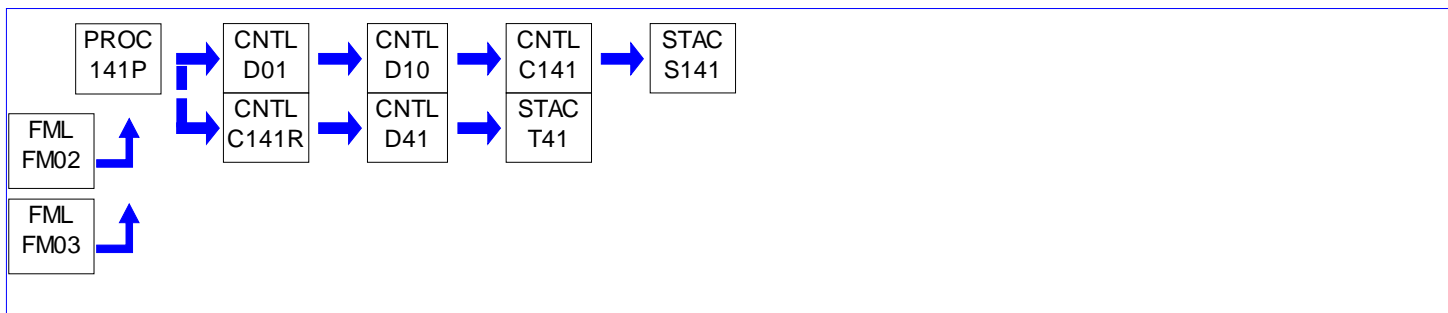 PROC
141P
CNTL
D01
CNTL
D10
CNTL
C141
STAC
S141
CNTL
C141R
CNTL
D41
STAC
T41
FML
FM02
FML
FM03